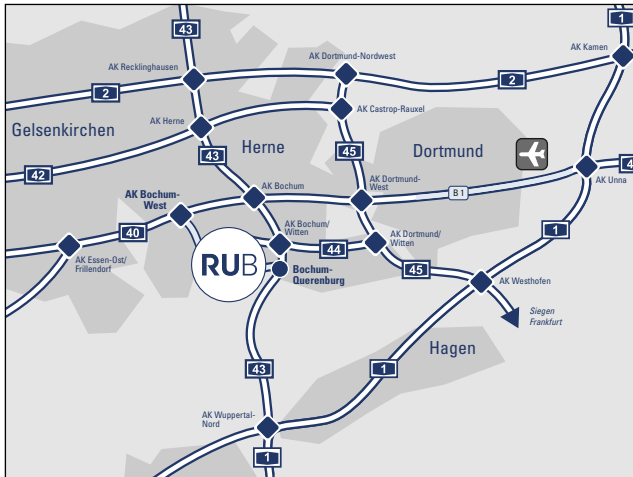 43
1
AK Kamen
AK Dortmund-Nordwest
AK Recklinghausen
2
2
AK Castrop-Rauxel
Gelsenkirchen
AK Herne
43
Herne
45
Dortmund
42
4
AK Unna
AK Bochum-
West
AK Bochum
AK Dortmund-
West
B 1
40
AK Bochum/
Witten
44
AK Dortmund/
Witten
1
AK Essen-Ost/
Frillendorf
RUB
Bochum-
Querenburg
45
AK Westhofen
Siegen
Frankfurt
Hagen
43
1
AK Wuppertal-
Nord
1